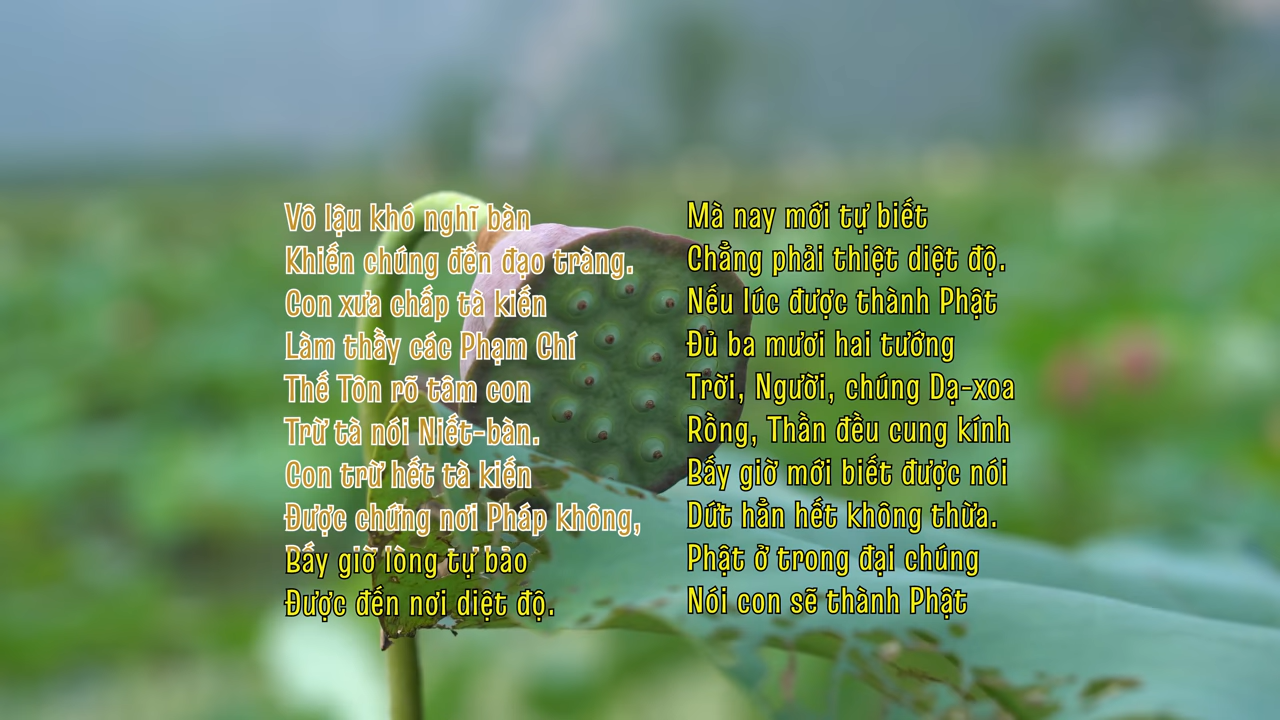 Vô lậu khó nghĩ bàn
Khiến chúng đến đạo tràng.
Con xưa chấp tà kiến
Làm thầy các Phạm Chí
Thế Tôn rõ tâm con
Trừ tà nói Niết-bàn.
Con trừ hết tà kiến
Được chứng nơi Pháp không,
Bấy giờ lòng tự bảo
Được đến nơi diệt độ.
Mà nay mới tự biết
Chẳng phải thiệt diệt độ.
Nếu lúc được thành Phật
Đủ ba mươi hai tướng
Trời, Người, chúng Dạ-xoa
Rồng, Thần đều cung kính
Bấy giờ mới biết được nói
Dứt hẳn hết không thừa.
Phật ở trong đại chúng
Nói con sẽ thành Phật